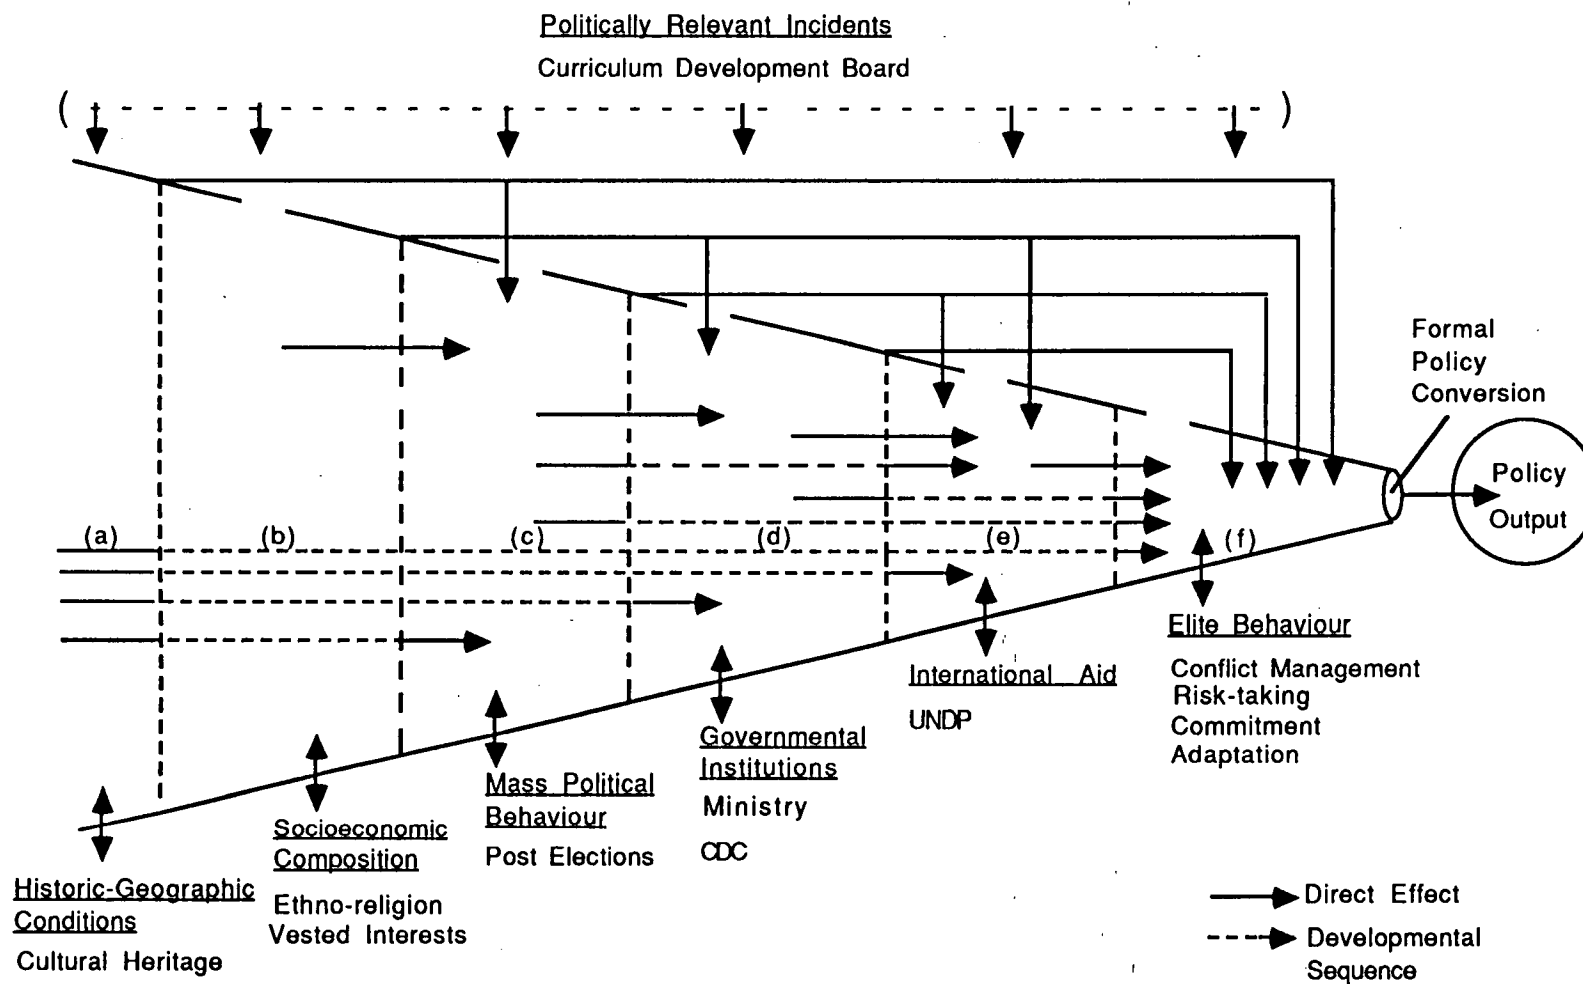 Politically Relevant Incidents
Curriculum Development Board
Formal
Policy
Conversion
Policy
Output
(a)
(b)
(c)
(d)
(e)
(f)
Elite Behaviour
Conflict Management
Risk-taking
Commitment
Adaptation
International Aid
UNDP
Governmental
Institutions
Ministry
CDC
Mass Political
Behaviour
Post Elections
Socioeconomic
Composition
Ethno-religion
Vested Interests
Historic-Geographic
Conditions
Cultural Heritage
Direct Effect
Developmental
Sequence